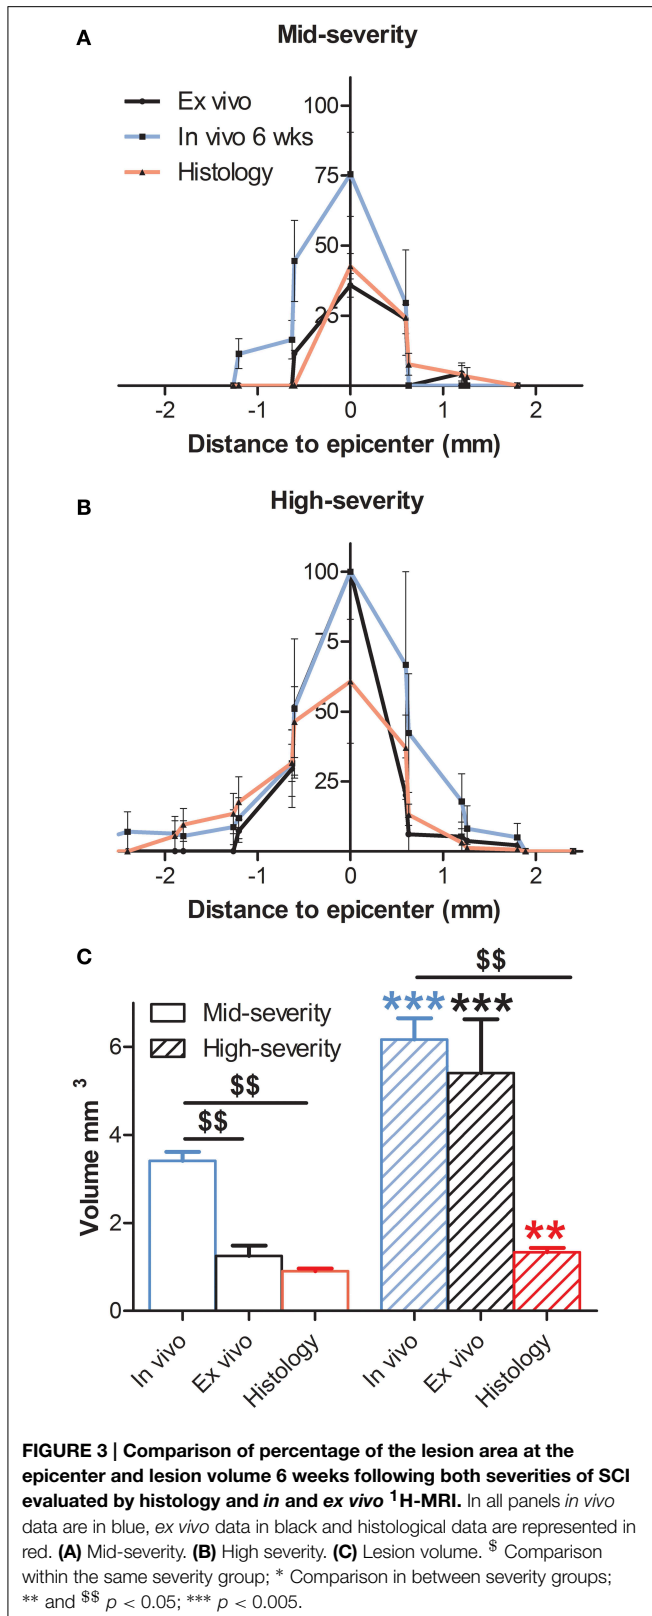 A
Mid-severity
Ex vivo
In vivo 6 wks
Histology
100
75
50
25
-2 -1 0 1 2
Distance to epicenter (mm)
B
High-severity
100
75
50
25
-2 -1 0 1 2
Distance to epicenter (mm)
C
$$
*** ***
Mid-severity
High-severity
6
$$
$$
4
Volume mm 3
2
**
0
In vivo Ex vivo Histology In vivo Ex vivo Histology
FIGURE 3 | Comparison of percentage of the lesion area at the
epicenter and lesion volume 6 weeks following both severities of SCI
evaluated by histology and in and ex vivo 1H-MRI. In all panels in vivo
data are in blue, ex vivo data in black and histological data are represented in
red. (A) Mid-severity. (B) High severity. (C) Lesion volume. $ Comparison
within the same severity group; * Comparison in between severity groups;
** and $$ p < 0.05; *** p < 0.005.